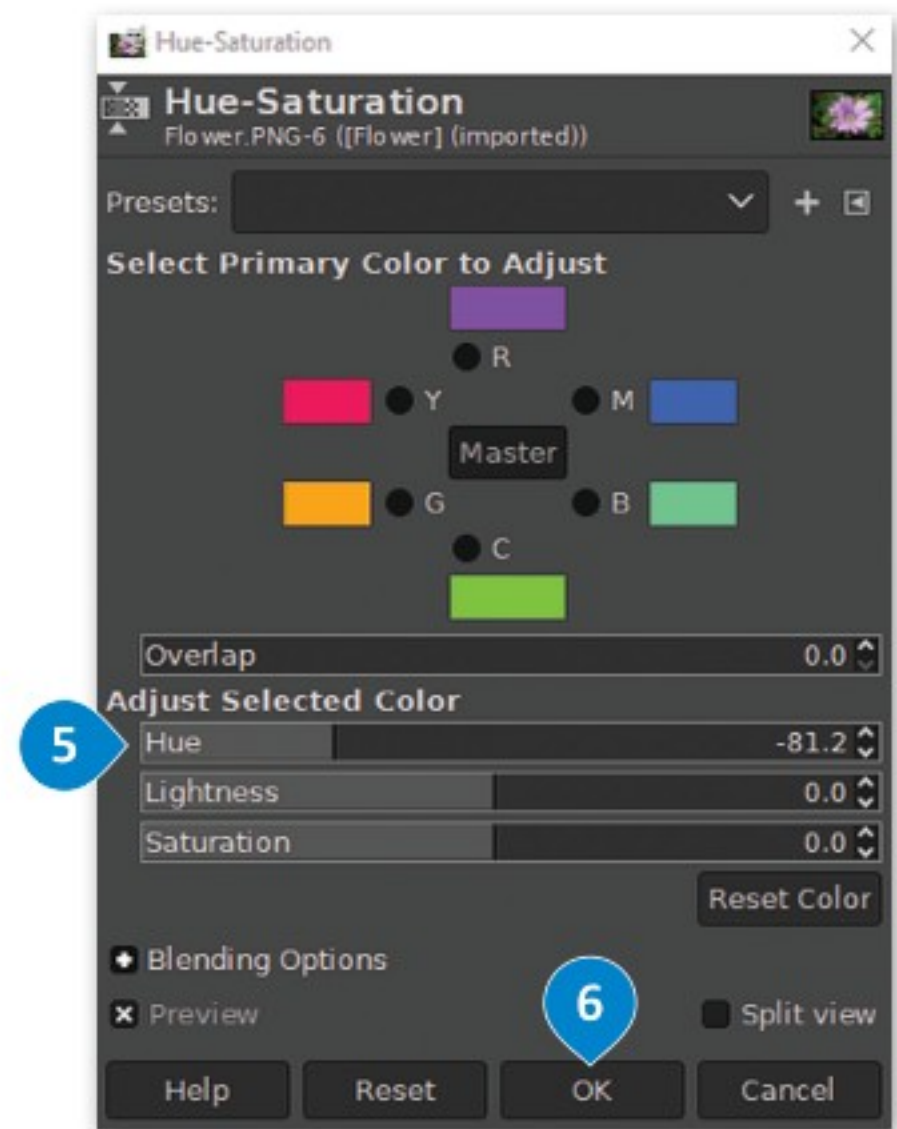 Hue-Saturation
Hue-Saturation
Flower.PNG-6 ([Flower] (imported))
Presets:
Select Primary Color to Adjust
R
Y M
Master
G B
C
Overlap 0.0
Adjust Selected Color
5 Hue -81.2
Lightness 0.0
Saturation 0.0
Reset Color
Blending Options
6
Preview Split view
Help Reset OK Cancel